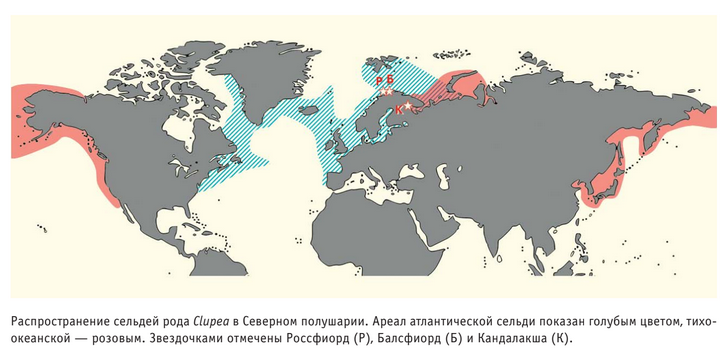 Р Б
К
Распространение сельдей рода Clupea в Северном полушарии. Ареал атлантической сельди показан голубым цветом, тихо-
океанской — розовым. Звездочками отмечены Россфиорд (Р), Балсфиорд (Б) и Кандалакша (К).